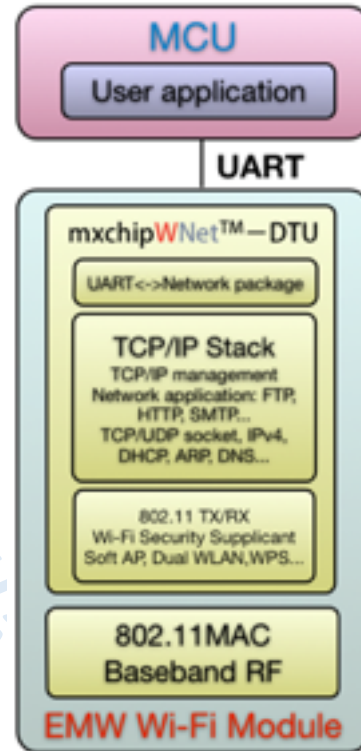 MCU
User application
UART
mxchipWNet™—DTU
UART<->Network package
TCP/IP Stack
TCP/IP management
Network application: FTP,
HTTP, SMTP...
TCP/UDP socket, IPv4,
DHCP, ARP, DNS...
802.11 TX/RX
Wi-Fi Security Supplicant
Soft AP, Dual WLAN,WPS...
802.11MAC
Baseband RF
EMW Wi-Fi Module